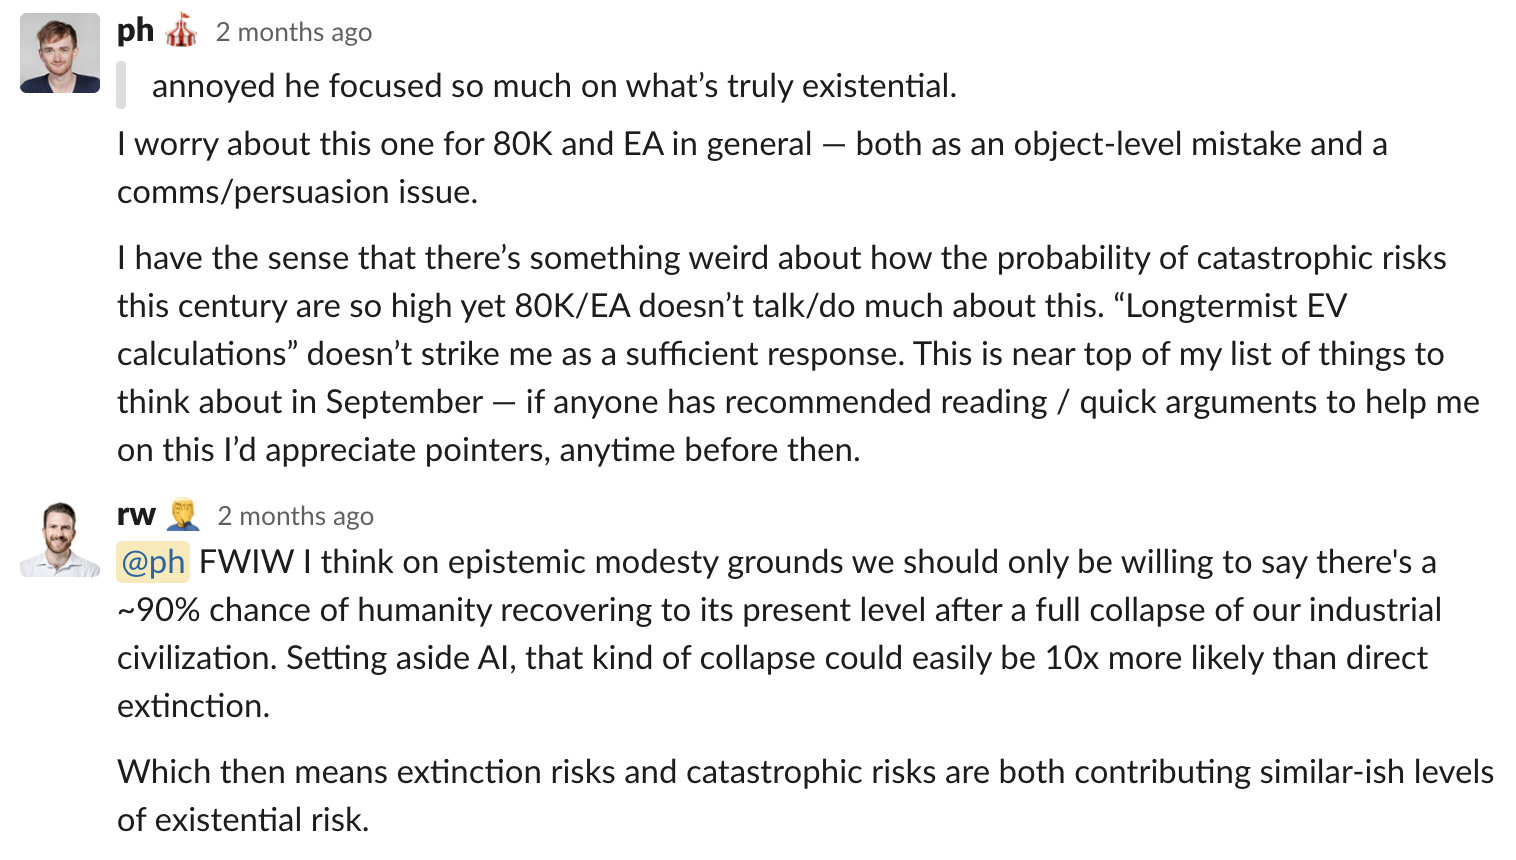 ph 🎪 2 months ago
annoyed he focused so much on what’s truly existential.
I worry about this one for 80K and EA in general — both as an object-level mistake and a
comms/persuasion issue.
I have the sense that there’s something weird about how the probability of catastrophic risks
this century are so high yet 80K/EA doesn’t talk/do much about this. “Longtermist EV
calculations” doesn’t strike me as a sufficient response. This is near top of my list of things to
think about in September — if anyone has recommended reading / quick arguments to help me
on this I’d appreciate pointers, anytime before then.
rw 🤦‍♂️ 2 months ago
@ph FWIW I think on epistemic modesty grounds we should only be willing to say there's a
~90% chance of humanity recovering to its present level after a full collapse of our industrial
civilization. Setting aside AI, that kind of collapse could easily be 10x more likely than direct
extinction.
Which then means extinction risks and catastrophic risks are both contributing similar-ish levels
of existential risk.